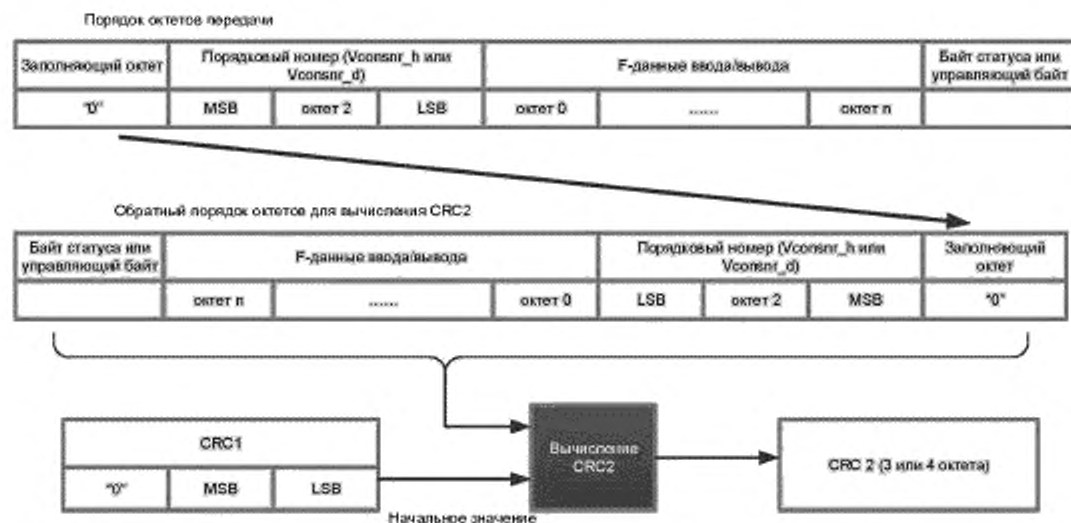 Порядок октетов передачи
Заполняющий октет
Порядковый номер (Vconsnr_h или
Vconsnr_d)
F-данные ввода/вывода
Байт статуса или
управляющий байт
"0"
MSB
октет 2
LSB
октет 0
......
октет n
Обратный порядок октетов для вычисления CRC2
Байт статуса или
управляющий байт
F-данные ввода/вывода
Порядковый номер (Vconsnr_h или
Vconsnr_d)
Заполняющий
октет
октет n
......
октет 0
LSB
октет 2
MSB
"0"
CRC1
"0"
MSB
LSB
Начальное значение
Вычисление
CRC2
CRC 2 (3 или 4 октета)